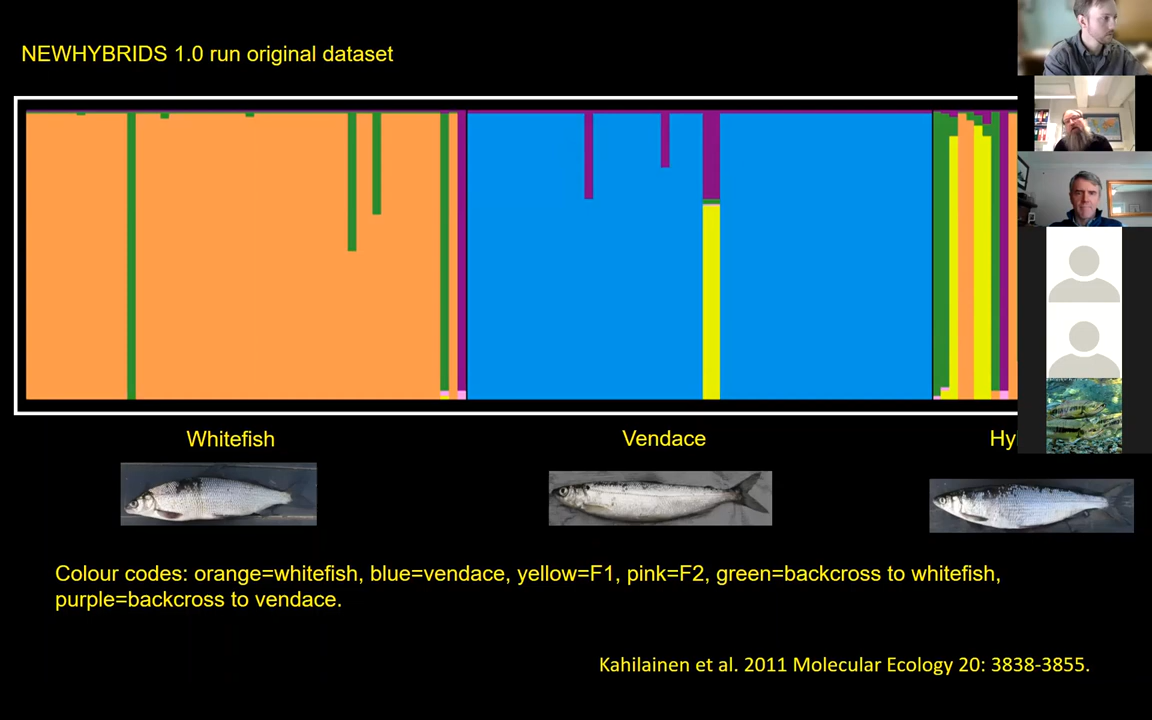 NEWHYBRIDS 1.0 run original dataset
Whitefish
Vendace
Hy
Colour codes: orange=whitefish, blue=vendace, yellow=F1, pink=F2, green=backcross to whitefish,
purple=backcross to vendace.
Kahilainen et al. 2011 Molecular Ecology 20: 3838-3855.